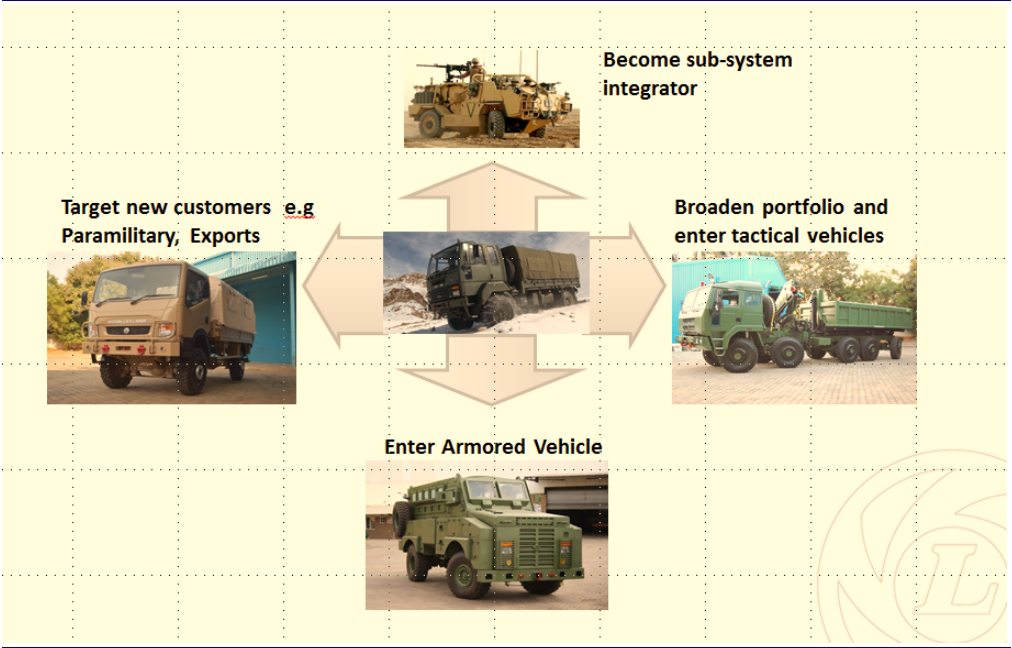 Become sub-system
integrator
Target new customers e.g
Paramilitary, Exports
Broaden portfolio and
enter tactical vehicles
Enter Armored Vehicle
L